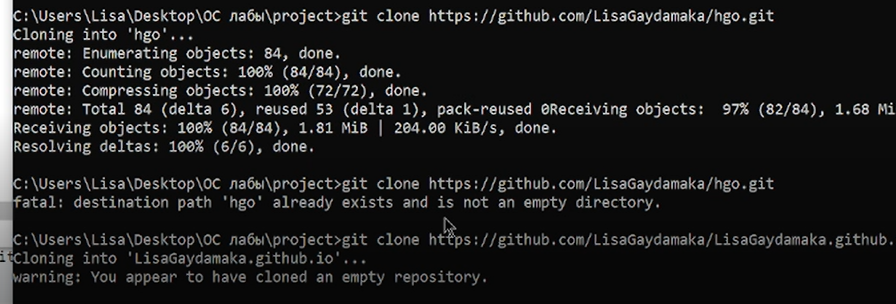 C:\Users\Lisa\Desktop\ОС лабы\project>git clone https://github.com/LisaGaydamaka/hgo.git
Cloning into 'hgo'...
remote: Enumerating objects: 84, done.
remote: Counting objects: 100% (84/84), done.
remote: Compressing objects: 100% (72/72), done.
remote: Total 84 (delta 6), reused 53 (delta 1), pack-reused 0Receiving objects:  97% (82/84), 1.68 Mi
Receiving objects: 100% (84/84), 1.81 MiB | 204.00 KiB/s, done.
Resolving deltas: 100% (6/6), done.
C:\Users\Lisa\Desktop\ОС лабы\project>git clone https://github.com/LisaGaydamaka/hgo.git
fatal: destination path 'hgo' already exists and is not an empty directory.
C:\Users\Lisa\Desktop\ОС лабы\project>git clone https://github.com/LisaGaydamaka/LisaGaydamaka.github.
Cloning into 'LisaGaydamaka.github.io'...
warning: You appear to have cloned an empty repository.